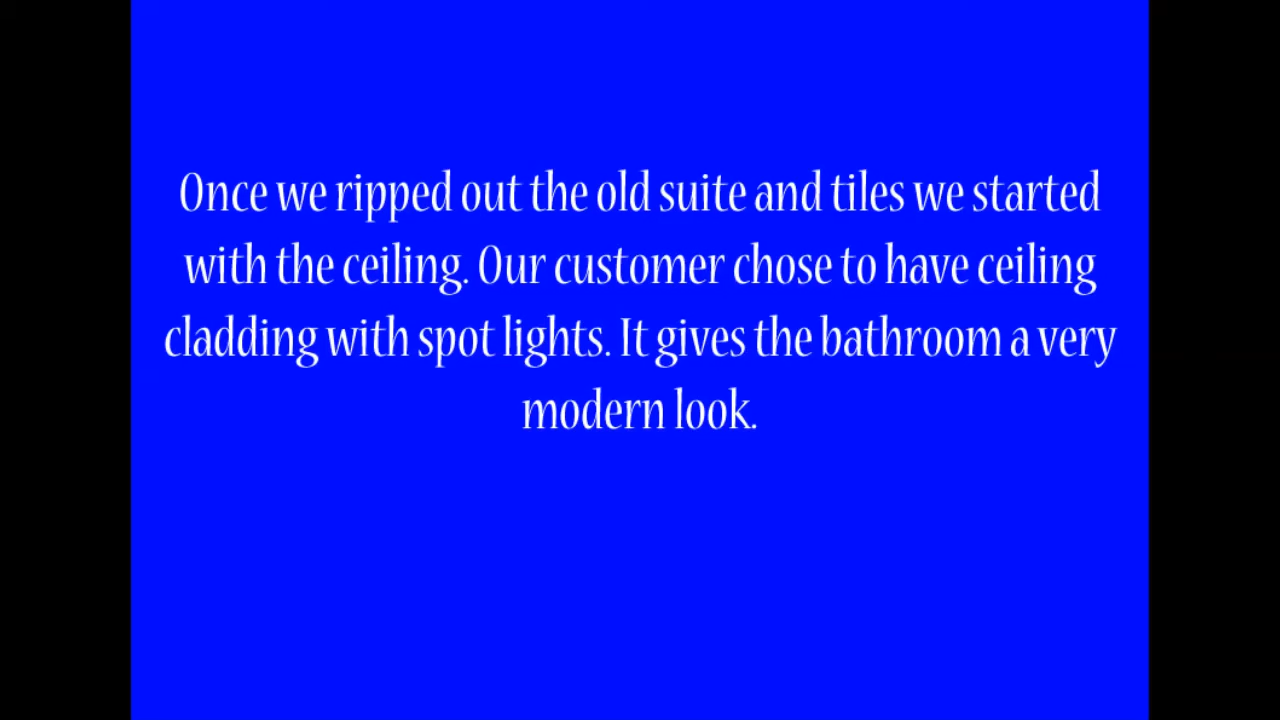 Once we ripped out the old suite and tiles we started
with the ceiling. Our customer chose to have ceiling
cladding with spot lights. It gives the bathroom a very
modern look.